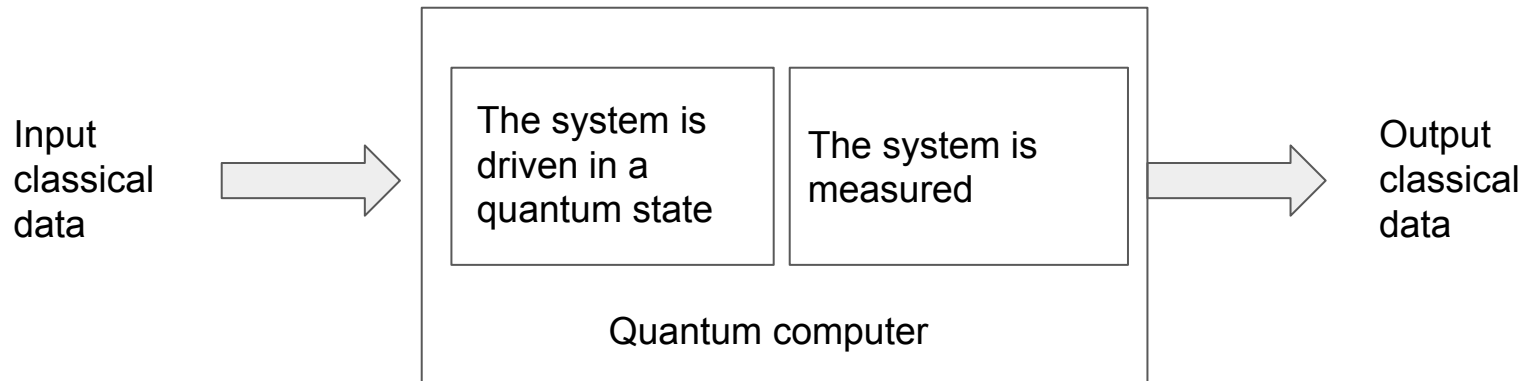 Input
classical
data
The system is
driven in a
quantum state
The system is
measured
Quantum computer
Output
classical
data